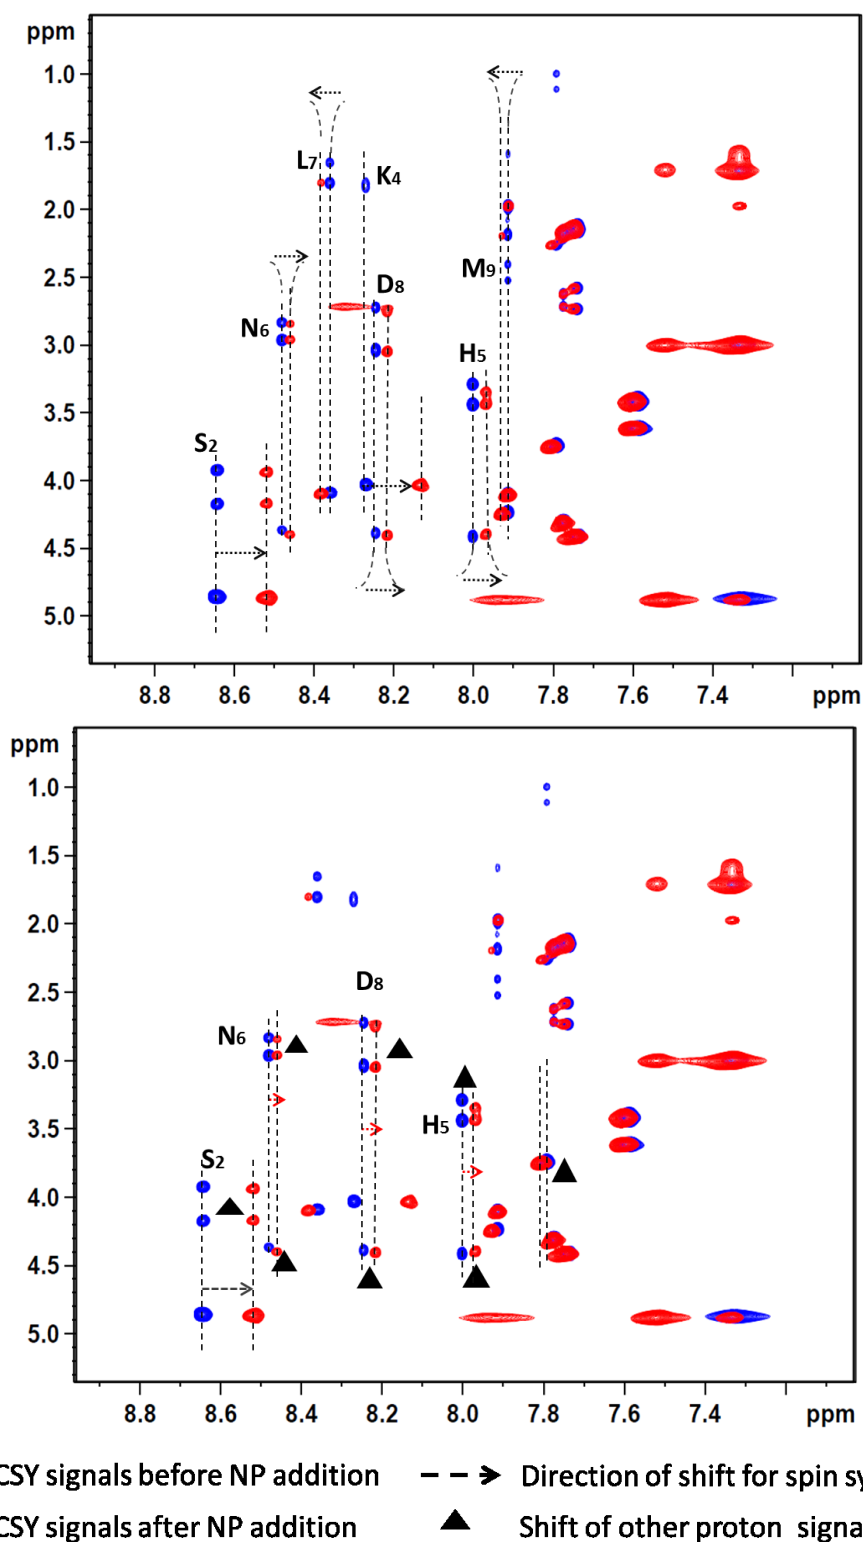 ppm
1.0
1.5
2.0
2.5
3.0
3.5
4.0
4.5
5.0
L7
K4
M9
D8
N6
H5
S2
8.8 8.6 8.4 8.2 8.0 7.8 7.6 7.4 ppm
ppm
1.0
1.5
2.0
2.5
3.0
3.5
4.0
4.5
5.0
D8
N6
H5
S2
8.8 8.6 8.4 8.2 8.0 7.8 7.6 7.4 ppm
CSY signals before NP addition Direction of shift for spin sy
CSY signals after NP addition Shift of other proton signa